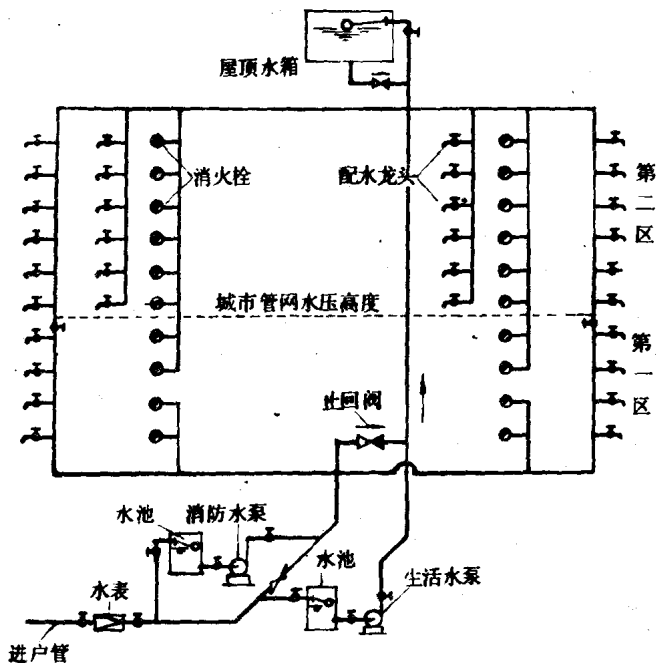 屋顶水箱
消火栓
配水龙头
第二区
城市管网水压高度
第一区
止回阀
水池
消防水泵
水池
水表
生活水泵
进户管